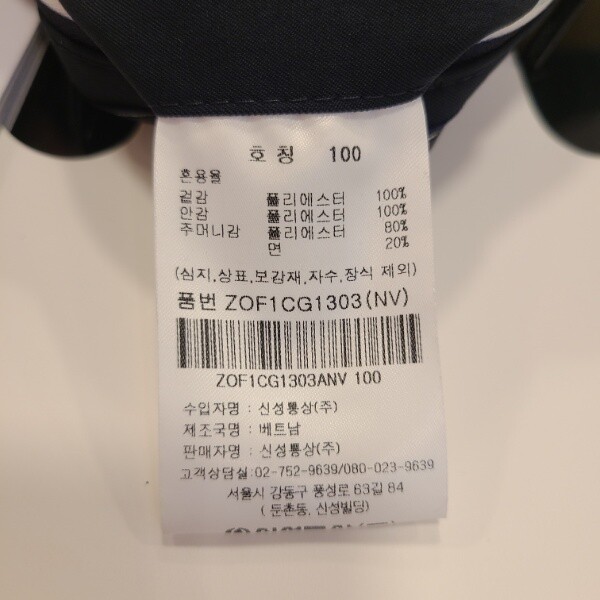 호칭 100
혼용율
겉감 폴리에스터 100%
안감 폴리에스터 100%
주머니감 폴리에스터 80%
면 20%
(심지,상표,보강재,자수,장식 제외)
품번 ZOF1CG1303(NV)
ZOF1CG1303ANV 100
수입자명 : 신성통상(주)
제조국명 : 베트남
판매자명 : 신성통상(주)
고객상담실:02-752-9639/080-023-9639
서울시 강동구 풍성로 63길 84
( 둔촌동, 신성빌딩)